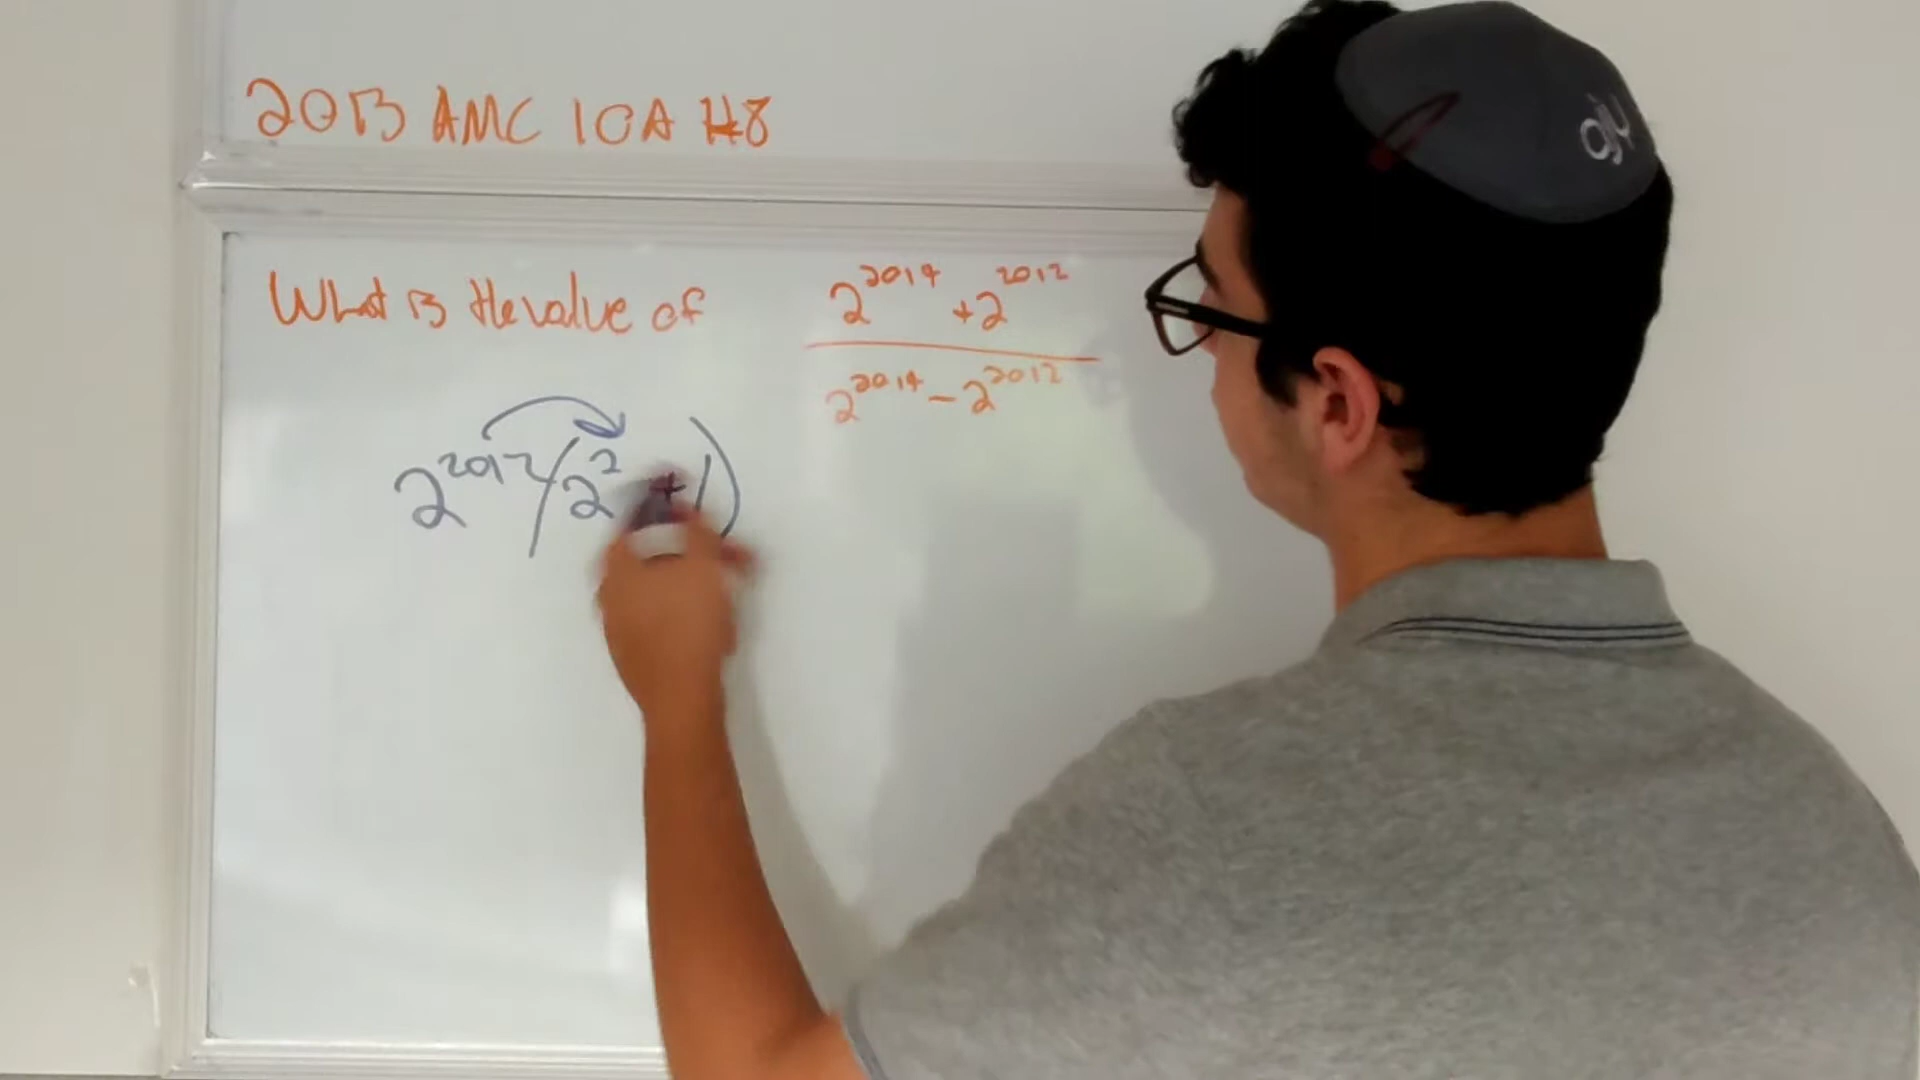 2013 AMC 10A #8
What is the value of
2^2014 + 2^2012
2^2014 - 2^2012
2^2012 (2^2 + 1)